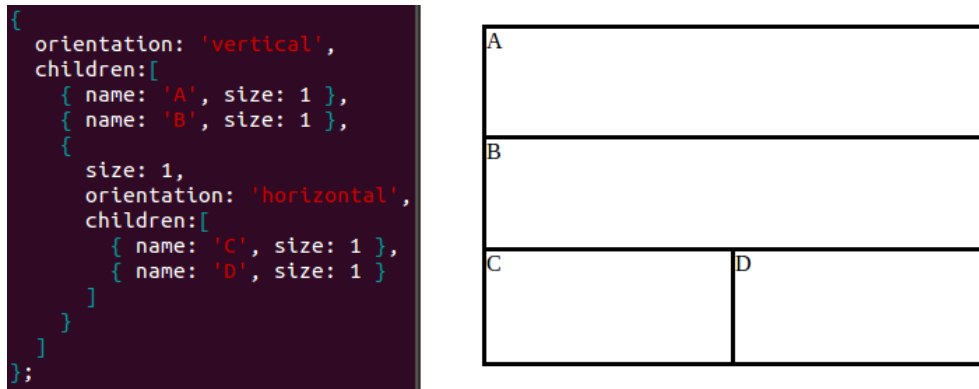 {
orientation: 'vertical',
children:[
{ name: 'A', size: 1 },
{ name: 'B', size: 1 },
{
size: 1,
orientation: 'horizontal',
children:[
{ name: 'C', size: 1 },
{ name: 'D', size: 1 }
]
}
]
};
A
B
C D